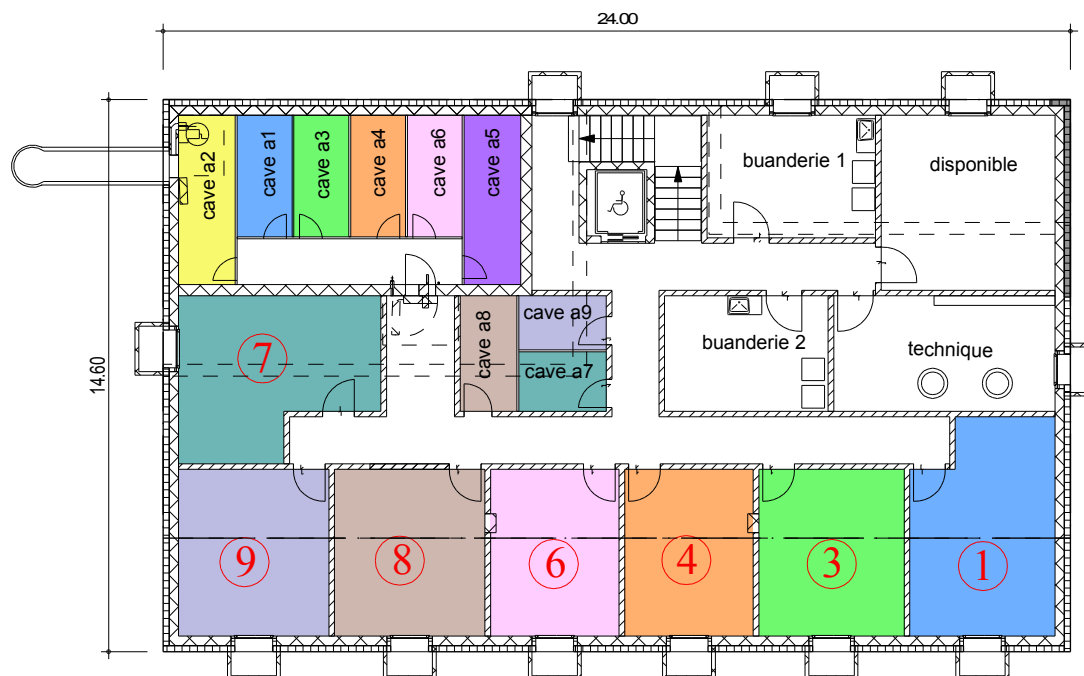 24.00
14.60
cave a2
cave a1
cave a3
cave a4
cave a6
cave a5
buanderie 1
disponible
cave a8
cave a9
cave a7
buanderie 2
technique
7
9
8
6
4
3
1